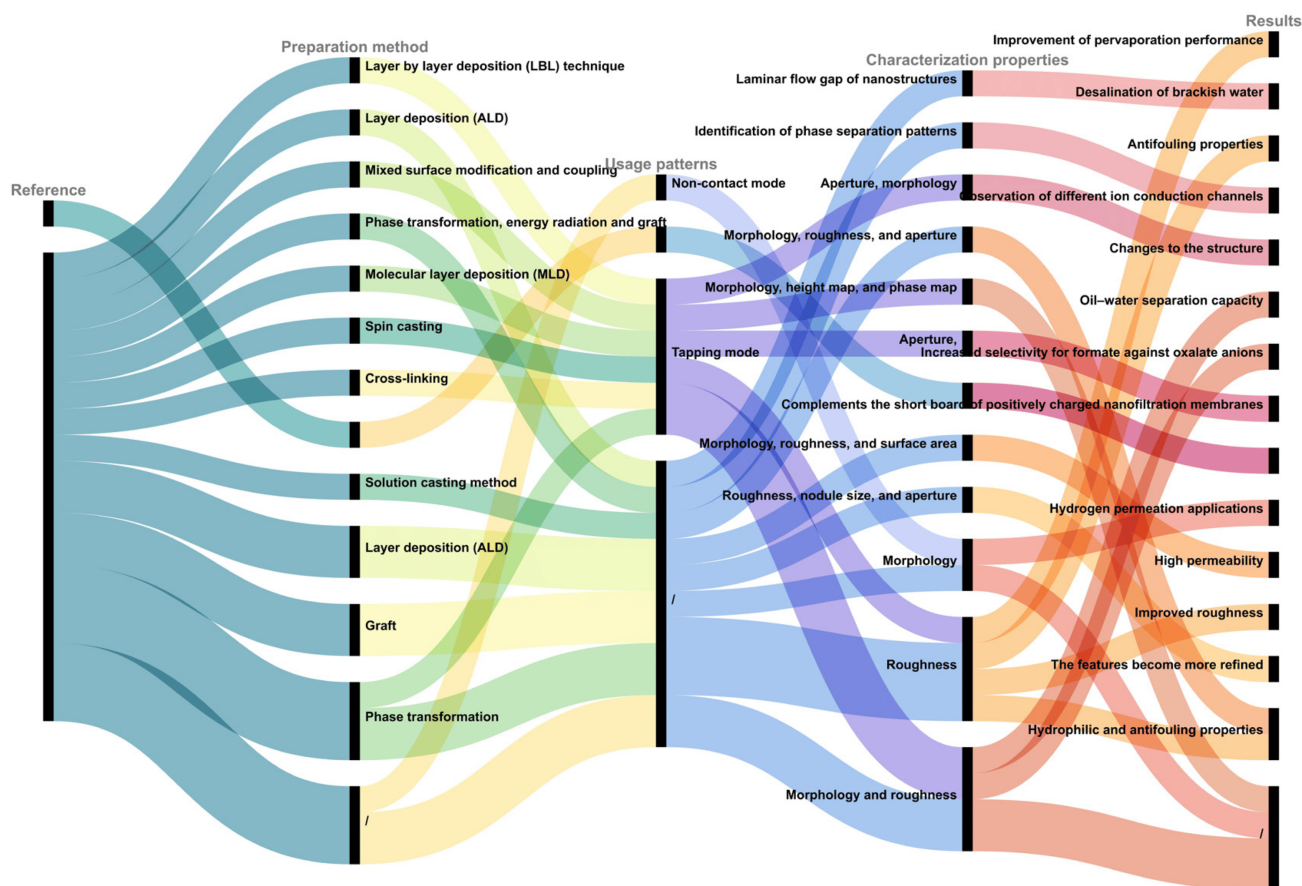 Reference
Preparation method
Layer by layer deposition (LBL) technique
Layer deposition (ALD)
Mixed surface modification and coupling
Phase transformation, energy radiation and graft
Molecular layer deposition (MLD)
Spin casting
Cross-linking
Solution casting method
Layer deposition (ALD)
Graft
Phase transformation
/
Usage patterns
Non-contact mode
Tapping mode
/
Characterization properties
Laminar flow gap of nanostructures
Identification of phase separation patterns
Aperture, morphology
Morphology, roughness, and aperture
Morphology, height map, and phase map
Aperture,
Morphology, roughness, and surface area
Roughness, nodule size, and aperture
Morphology
Roughness
Morphology and roughness
Results
Improvement of pervaporation performance
Desalination of brackish water
Antifouling properties
Observation of different ion conduction channels
Changes to the structure
Oil–water separation capacity
Increased selectivity for formate against oxalate anions
Complements the short board of positively charged nanofiltration membranes
Hydrogen permeation applications
High permeability
Improved roughness
The features become more refined
Hydrophilic and antifouling properties
/